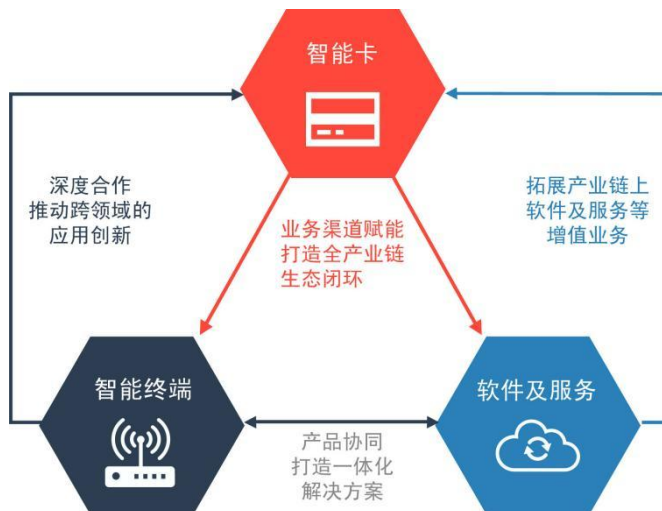 智能卡
深度合作
推动跨领域的
应用创新
业务渠道赋能
打造全产业链
生态闭环
拓展产业链上
软件及服务等
增值业务
智能终端
产品协同
打造一体化
解决方案
软件及服务